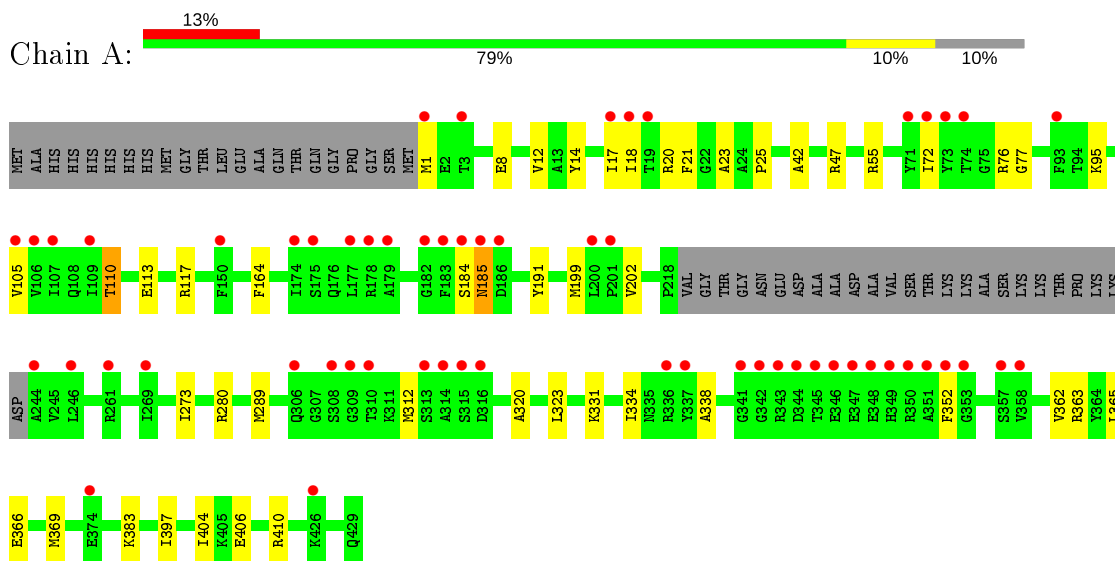 13%
Chain A:
79% 10% 10%
MET ALA HIS HIS HIS HIS HIS HIS MET GLY THR LEU GLU ALA GLN THR GLN GLY PRO GLY SER MET M1 E2 T3 E8 V12 A13 Y14 I17 I18 T19 R20 F21 G22 A23 A24 P25 A42 R47 R55 Y71 I72 Y73 T74 G75 R76 G77 F93 T94 K95
V105 V106 I107 Q108 I109 T110 E113 R117 F150 F164 I174 S175 Q176 L177 R178 A179 G182 F183 S184 N185 D186 Y191 M199 L200 P201 V202 P218 VAL GLY THR GLY ASN GLU ASP ALA ALA ASP ALA VAL SER THR LYS LYS ALA SER LYS LYS THR PRO LYS LYS
ASP A244 V245 L246 R261 I269 I273 R280 M289 Q306 G307 S308 G309 T310 K311 M312 S313 A314 S315 D316 A320 L323 K331 I334 N335 R336 Y337 A338 G341 G342 R343 D344 T345 E346 E347 E348 H349 R350 A351 F352 G353 S357 V358 V362 R363 Y364 L365
E366 M369 E374 K383 I397 I404 K405 E406 R410 K426 Q429